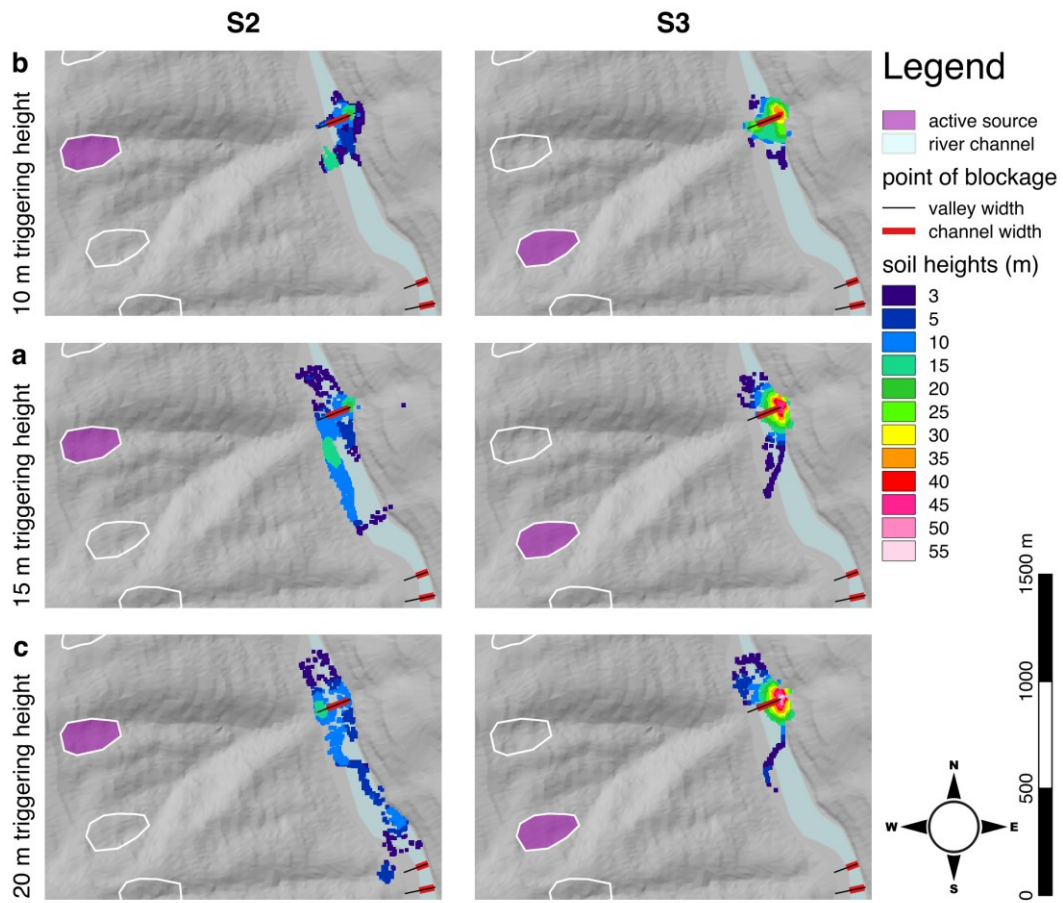 S2
S3
b
10 m triggering height
a
15 m triggering height
c
20 m triggering height
Legend
active source
river channel
point of blockage
valley width
channel width
soil heights (m)
3
5
10
15
20
25
30
35
40
45
50
55
1500 m
1000
500
0
N
W
E
S